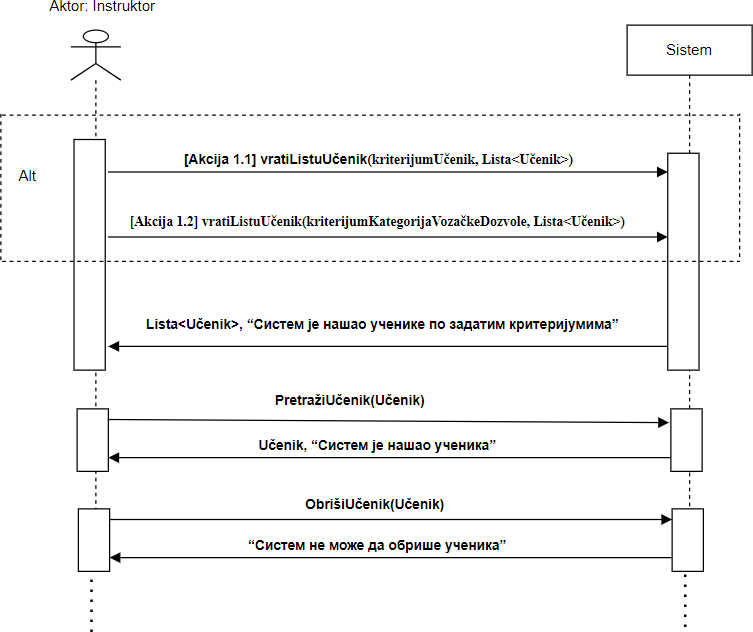 Aktor: Instruktor
Sistem
Alt
[Akcija 1.1] vratiListuUčenik(kriterijumUčenik, Lista<Učenik>)
[Akcija 1.2] vratiListuUčenik(kriterijumKategorijaVozačkeDozvole, Lista<Učenik>)
Lista<Učenik>, “Систем је нашао ученике по задатим критеријумима”
PretražiUčenik(Učenik)
Učenik, “Систем је нашао ученика”
ObrišiUčenik(Učenik)
“Систем не може да обрише ученика”